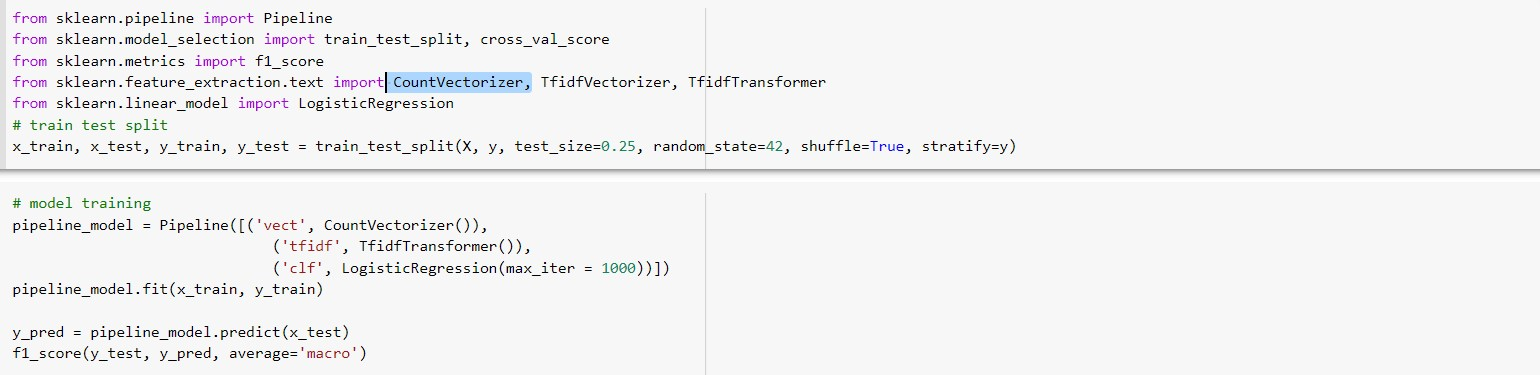 from sklearn.pipeline import Pipeline
from sklearn.model_selection import train_test_split, cross_val_score
from sklearn.metrics import f1_score
from sklearn.feature_extraction.text import CountVectorizer, TfidfVectorizer, TfidfTransformer
from sklearn.linear_model import LogisticRegression
# train test split
x_train, x_test, y_train, y_test = train_test_split(X, y, test_size=0.25, random_state=42, shuffle=True, stratify=y)
# model training
pipeline_model = Pipeline([('vect', CountVectorizer()),
('tfidf', TfidfTransformer()),
('clf', LogisticRegression(max_iter = 1000))])
pipeline_model.fit(x_train, y_train)
y_pred = pipeline_model.predict(x_test)
f1_score(y_test, y_pred, average='macro')